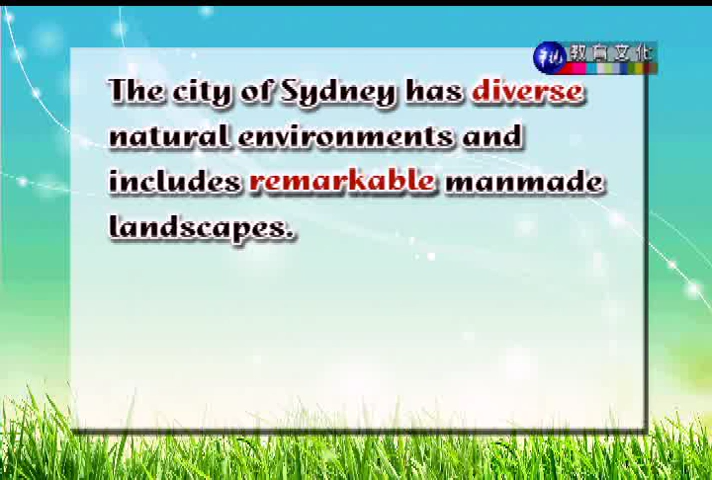 教育文化
The city of Sydney has diverse
natural environments and
includes remarkable manmade
landscapes.